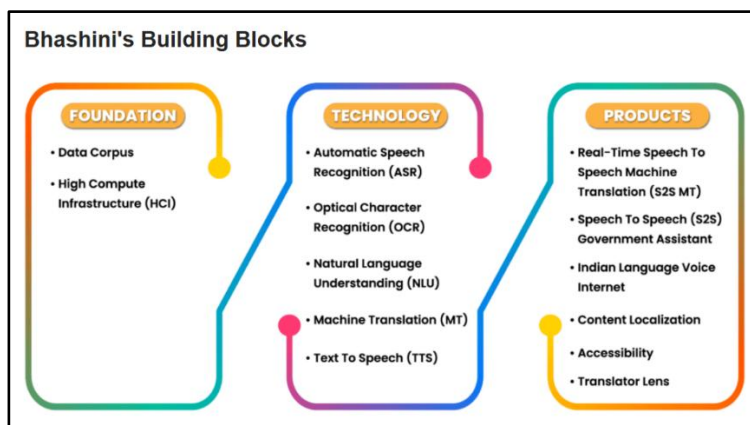 Bhashini's Building Blocks
FOUNDATION
• Data Corpus
• High Compute
Infrastructure (HCI)
TECHNOLOGY
• Automatic Speech
Recognition (ASR)
• Optical Character
Recognition (OCR)
• Natural Language
Understanding (NLU)
• Machine Translation (MT)
• Text To Speech (TTS)
PRODUCTS
• Real-Time Speech To
Speech Machine
Translation (S2S MT)
• Speech To Speech (S2S)
Government Assistant
• Indian Language Voice
Internet
• Content Localization
• Accessibility
• Translator Lens